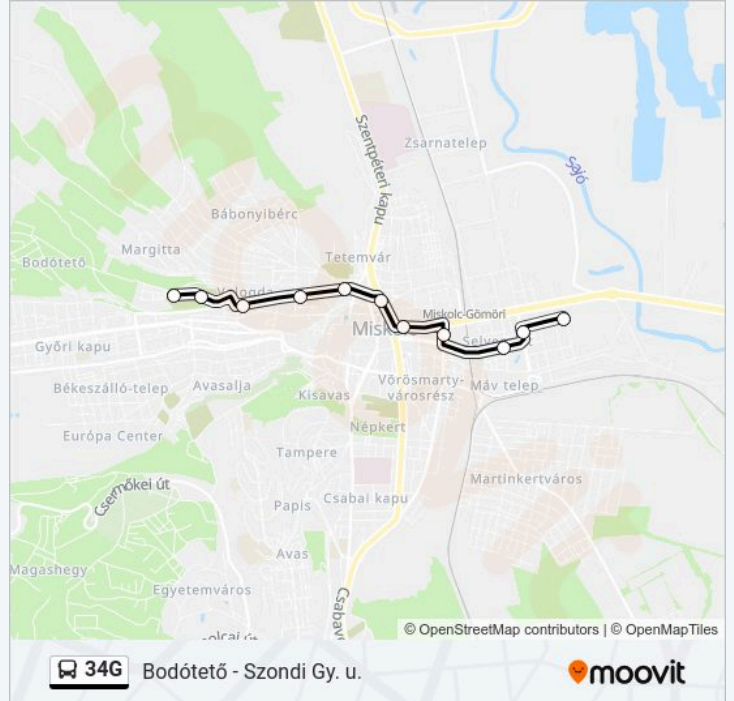 Zsarnatelep
Szentpéteri kapu
Sajó
Bábonyibérc
Margitta
Tetemvár
Bodótető
Vologda
Miskolc-Gömöri
Győri kapu
Vörösmarty-
városrész
Máv telep
Békeszálló-telep
Avasalja
Kisavas
Népkert
Európa Center
Tampere
Martinkertváros
Csermőkei út
Csabai kapu
Papis
Avas
Magashegy
Egyetemváros
© OpenStreetMap contributors | © OpenMapTiles
34G
Bodótető - Szondi Gy. u.
moovit